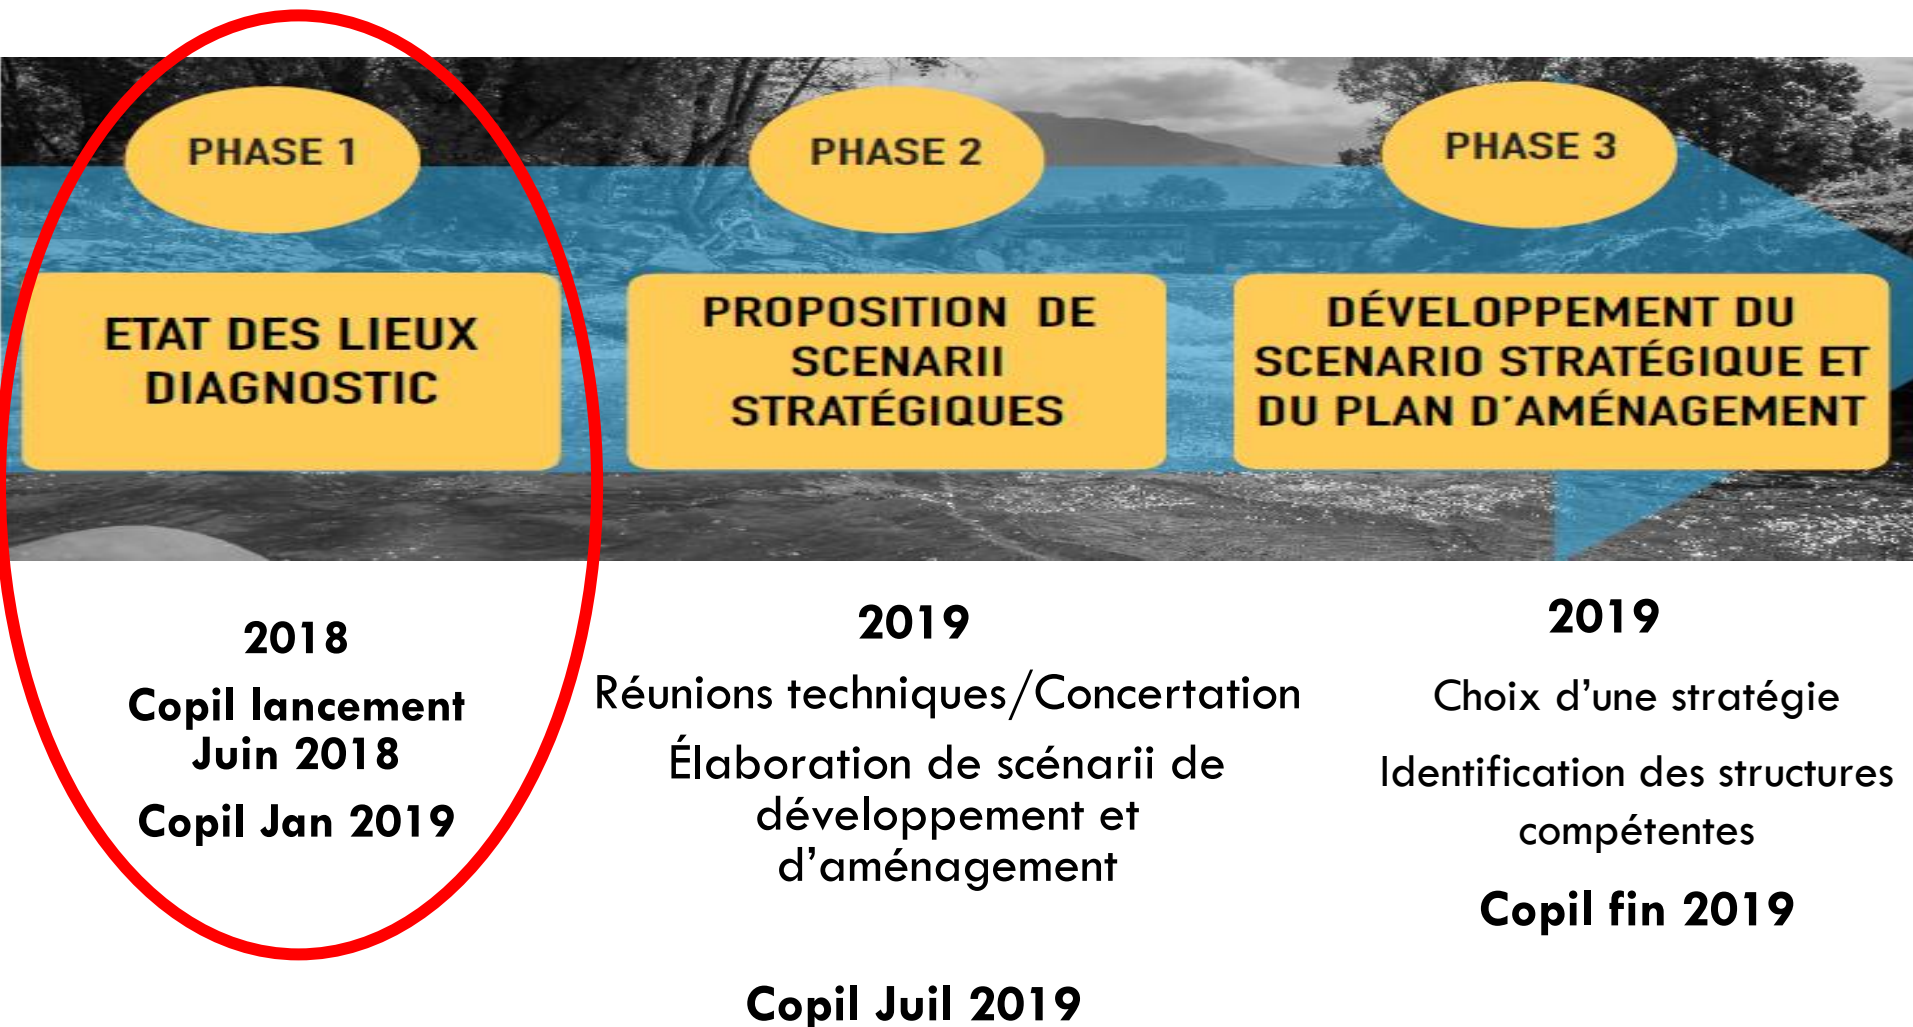 PHASE 1
ETAT DES LIEUX
DIAGNOSTIC
2018
Copil lancement
Juin 2018
Copil Jan 2019
PHASE 2
PROPOSITION DE
SCENARII
STRATÉGIQUES
2019
Réunions techniques/Concertation
Élaboration de scénarii de
développement et
d’aménagement
Copil Juil 2019
PHASE 3
DÉVELOPPEMENT DU
SCENARIO STRATÉGIQUE ET
DU PLAN D'AMÉNAGEMENT
2019
Choix d’une stratégie
Identification des structures
compétentes
Copil fin 2019